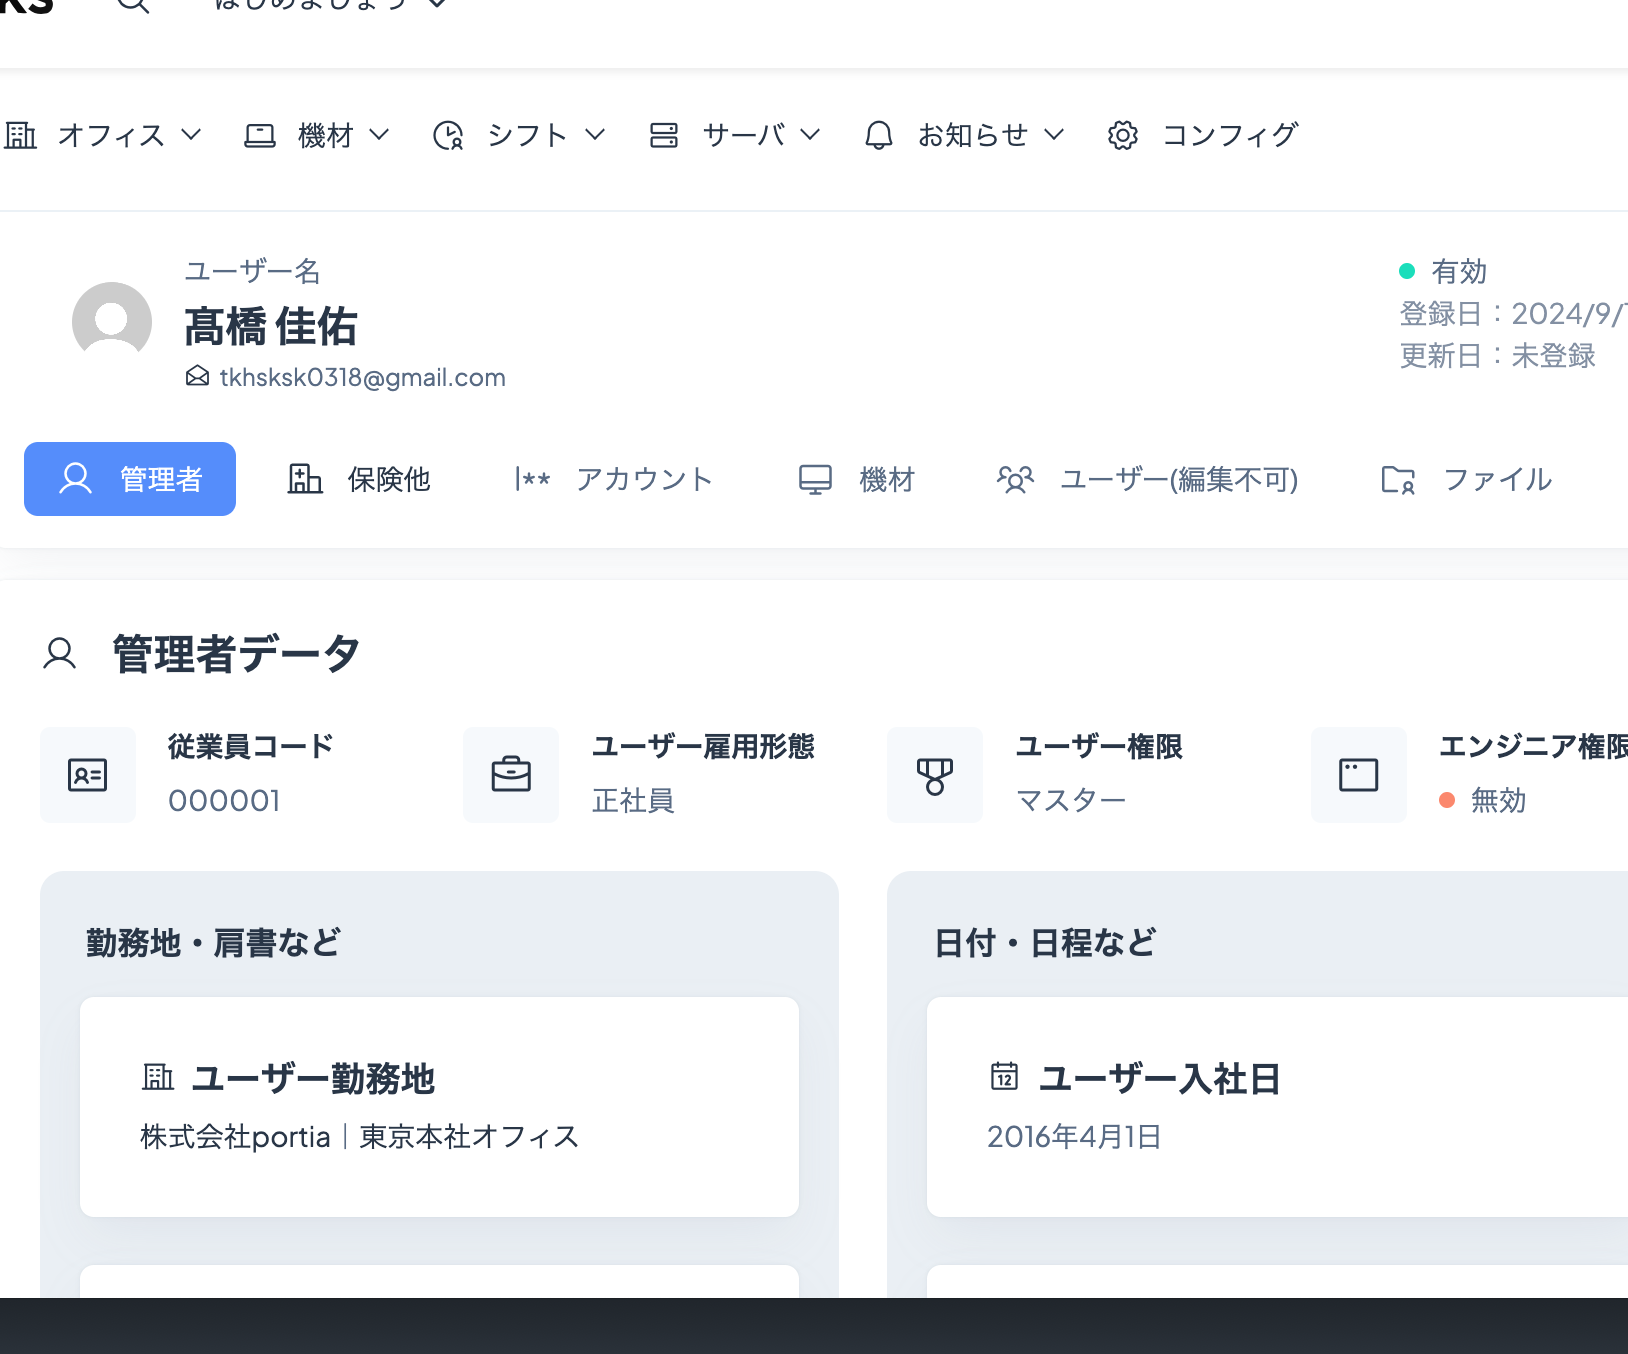 はじめましょう
オフィス 機材 シフト サーバ お知らせ コンフィグ
ユーザー名
髙橋 佳佑
tkhsksk0318@gmail.com
有効
登録日：2024/9/
更新日：未登録
管理者 保険他 |** アカウント 機材 ユーザー(編集不可) ファイル
管理者データ
従業員コード
000001
ユーザー雇用形態
正社員
ユーザー権限
マスター
エンジニア権限
無効
勤務地・肩書など
ユーザー勤務地
株式会社portia｜東京本社オフィス
日付・日程など
12 ユーザー入社日
2016年4月1日